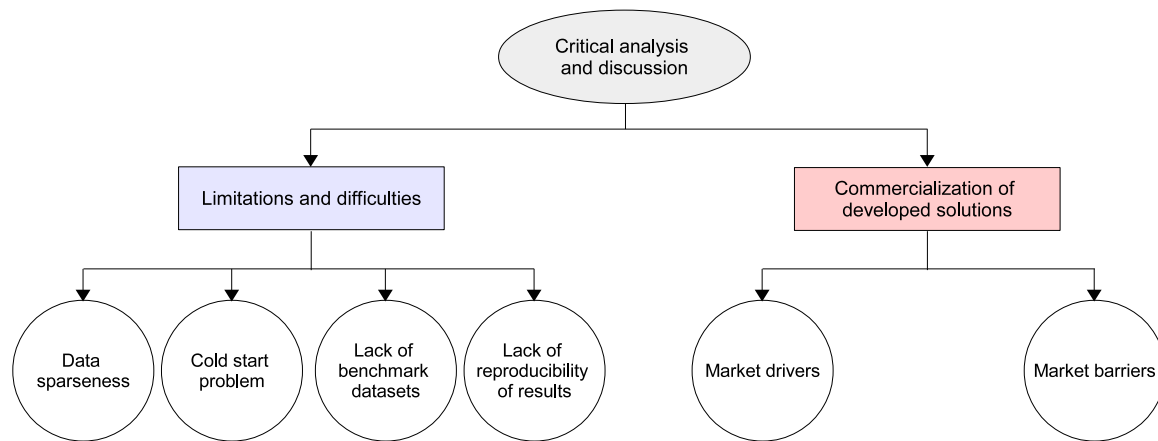 Critical analysis
and discussion
Limitations and difficulties
Commercialization of
developed solutions
Data
sparseness
Cold start
problem
Lack of
benchmark
datasets
Lack of
reproducibility
of results
Market drivers
Market barriers